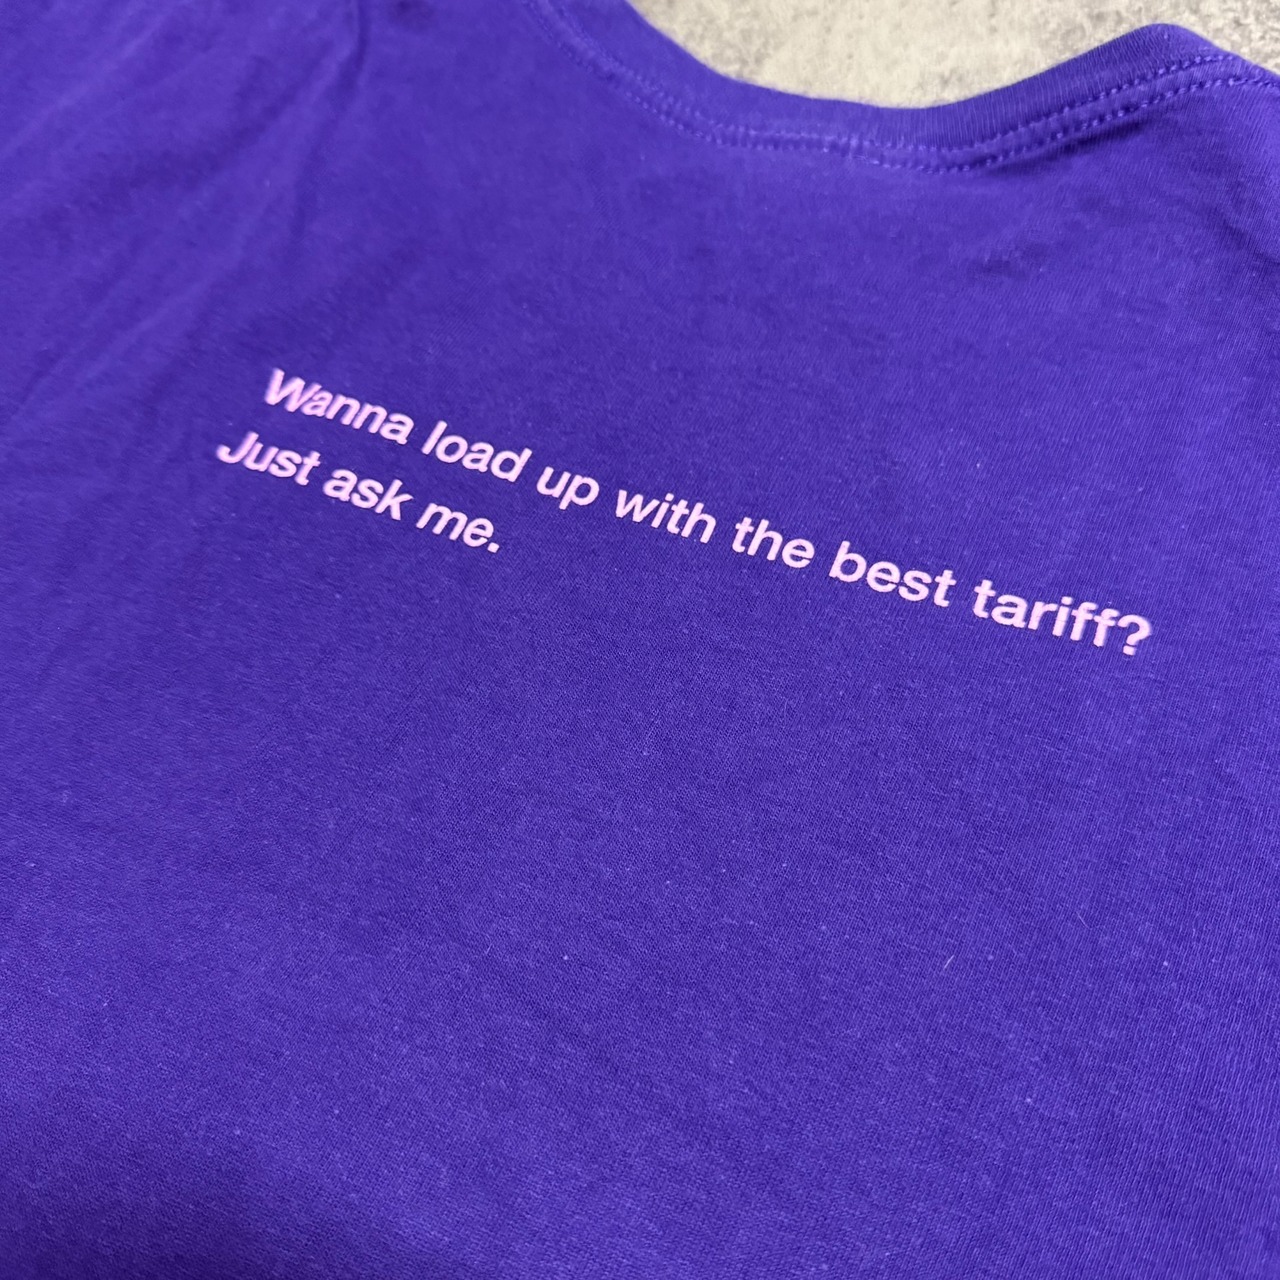 Wanna load up with the best tariff?
Just ask me.